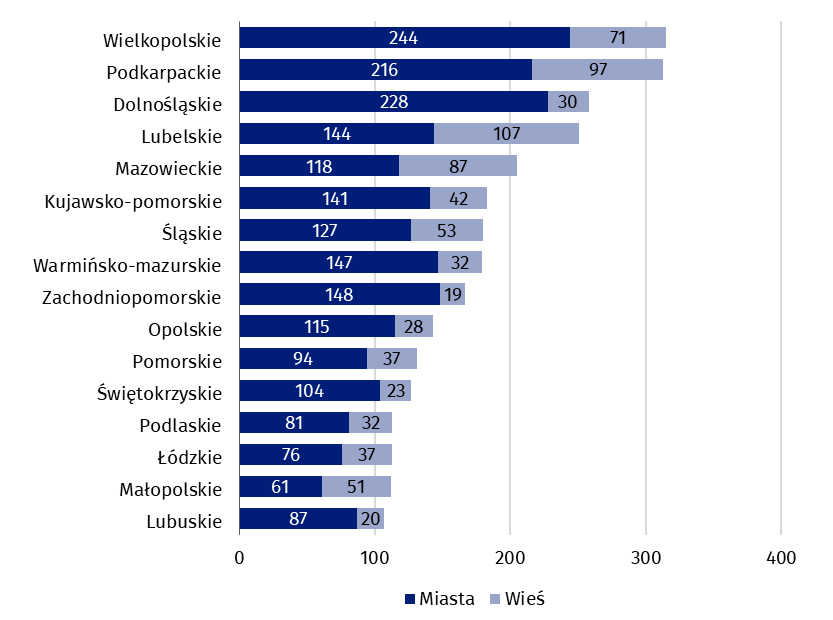 Wielkopolskie 244 71
Podkarpackie 216 97
Dolnośląskie 228 30
Lubelskie 144 107
Mazowieckie 118 87
Kujawsko-pomorskie 141 42
Śląskie 127 53
Warmińsko-mazurskie 147 32
Zachodniopomorskie 148 19
Opolskie 115 28
Pomorskie 94 37
Świętokrzyskie 104 23
Podlaskie 81 32
Łódzkie 76 37
Małopolskie 61 51
Lubuskie 87 20
0 100 200 300 400
Miasta Wieś